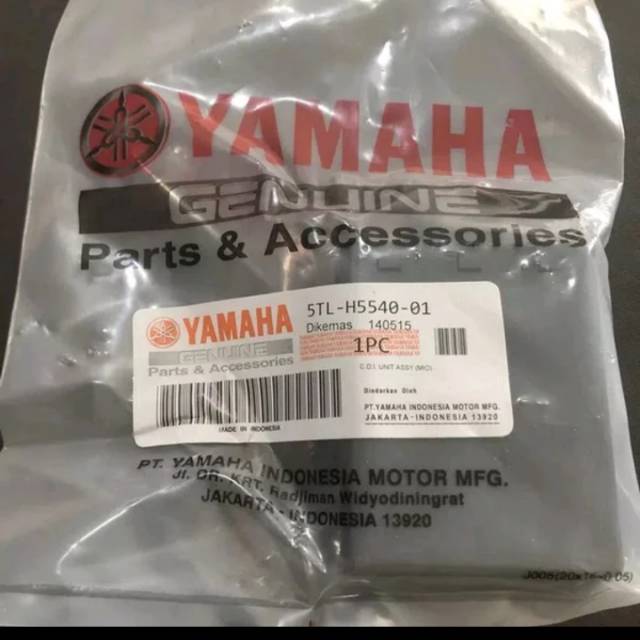 YAMAHA
GENUINE
Parts & Accessories
YAMAHA
GENUINE
Parts & Accessories
MADE IN INDONESIA
5TL-H5540-01
Dikemas 140515
1PC
C.D.I. UNIT ASSY (MIO)
Diedarkan Oleh
PT.YAMAHA INDONESIA MOTOR MFG.
JAKARTA-INDONESIA 13920
PT. YAMAHA INDONESIA MOTOR MFG.
JL. DR. KRT. Radjiman Widyodiningrat
JAKARTA - INDONESIA 13920